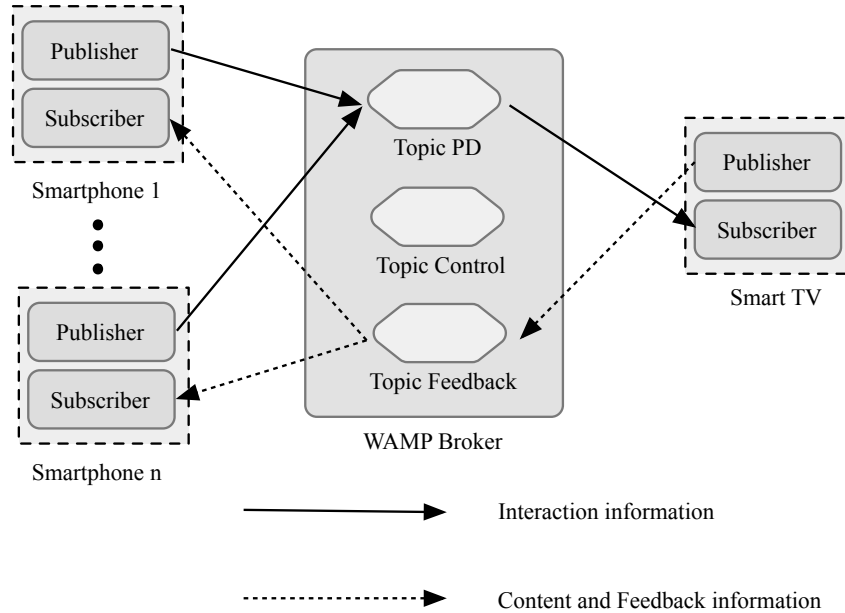 Publisher
Subscriber
Smartphone 1
Publisher
Subscriber
Smartphone n
Topic PD
Topic Control
Topic Feedback
WAMP Broker
Publisher
Subscriber
Smart TV
Interaction information
Content and Feedback information